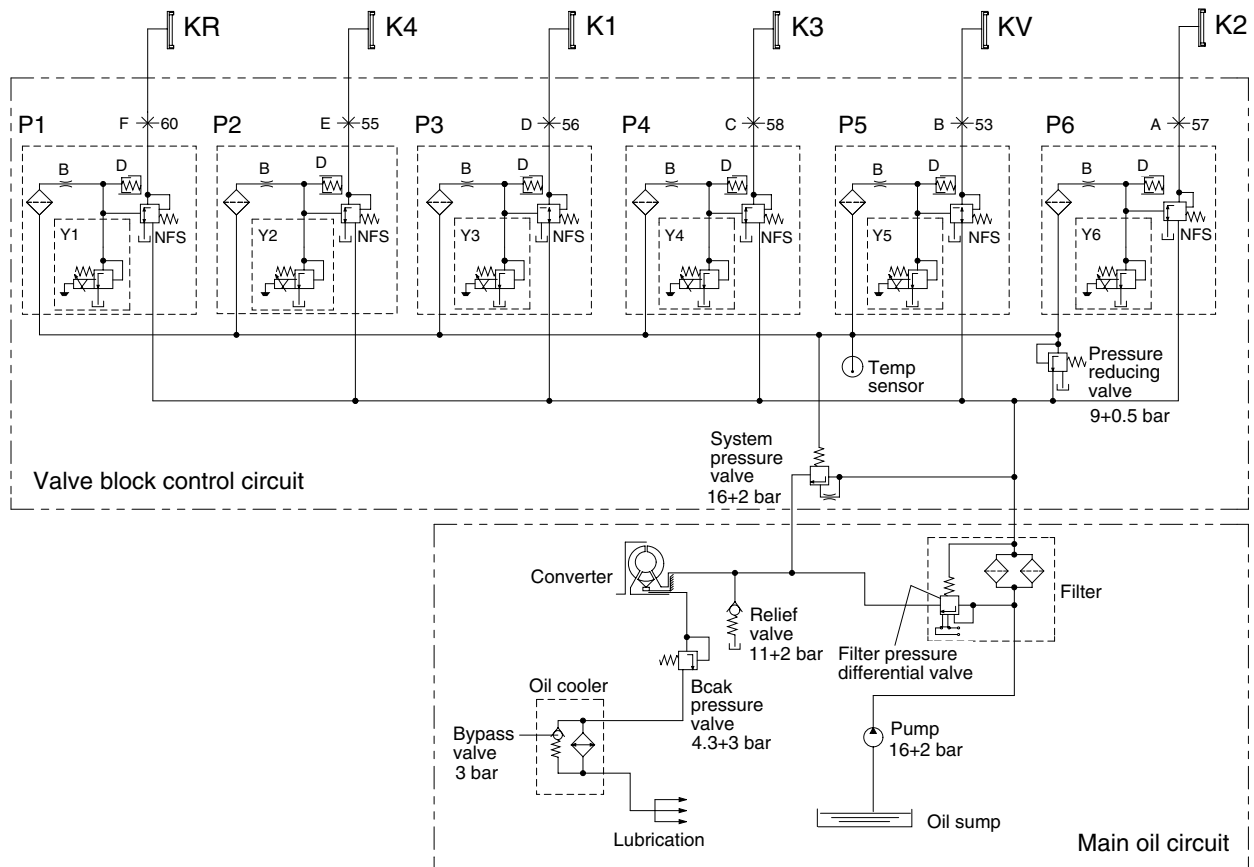 KR K4 K1 K3 KV K2
P1 F 60 P2 E 55 P3 D 56 P4 C 58 P5 B 53 P6 A 57
B D B D B D B D B D B D
Y1 NFS Y2 NFS Y3 NFS Y4 NFS Y5 NFS Y6 NFS
Temp
sensor
Pressure
reducing
valve
9+0.5 bar
System
pressure
valve
16+2 bar
Valve block control circuit
Converter
Relief
valve
11+2 bar
Filter
Filter pressure
differential valve
Bcak
pressure
valve
4.3+3 bar
Oil cooler
Bypass
valve
3 bar
Pump
16+2 bar
Lubrication
Oil sump
Main oil circuit